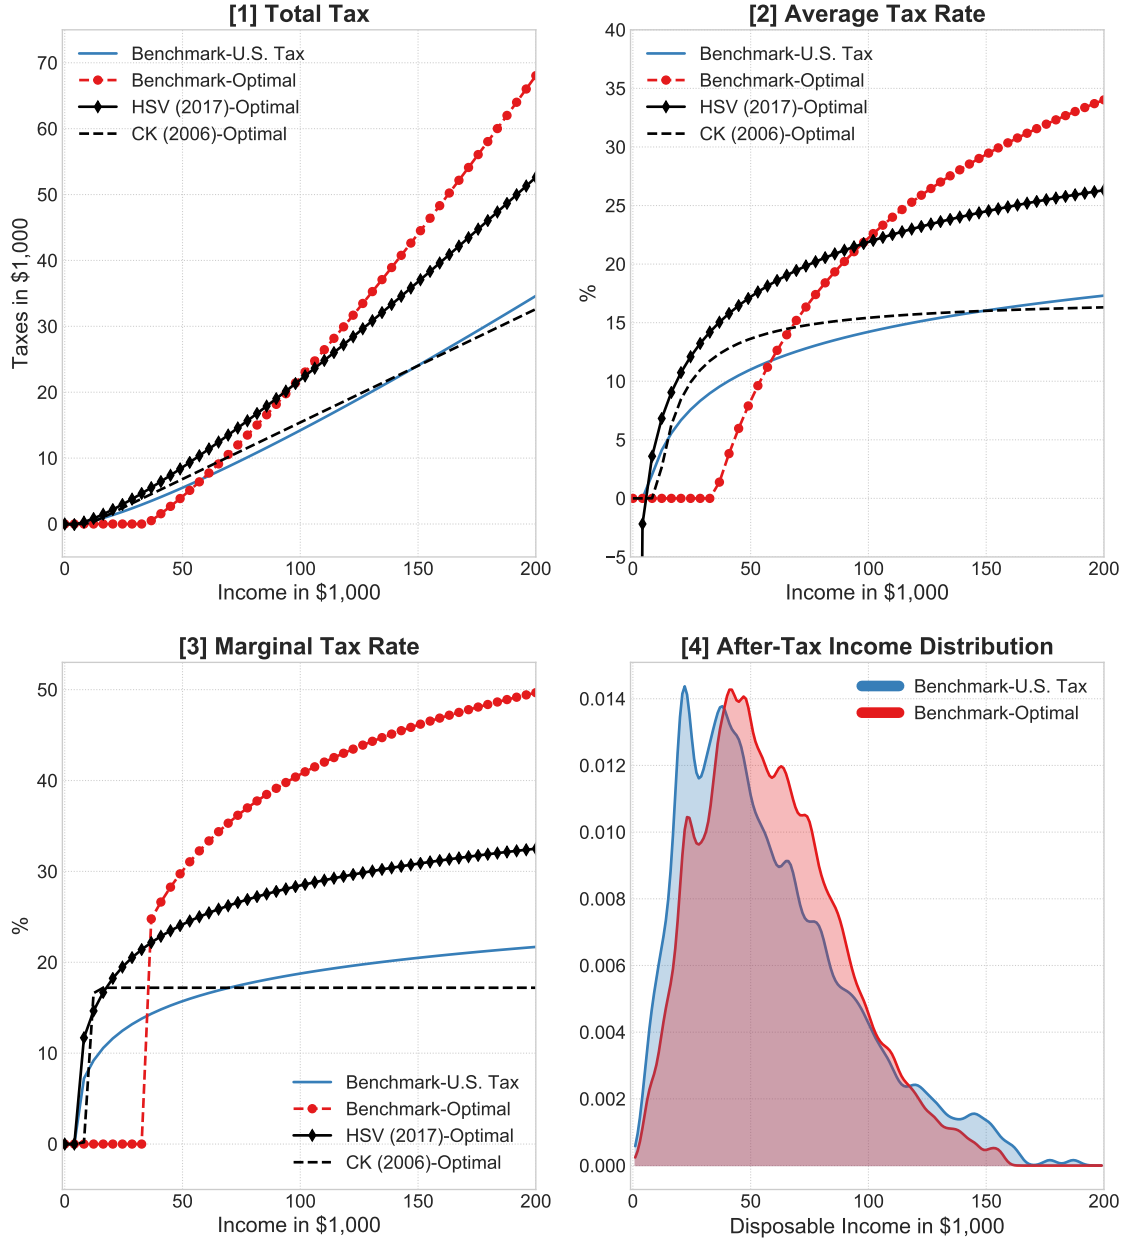 [1] Total Tax
Taxes in $1,000
70
60
50
40
30
20
10
0
Benchmark-U.S. Tax
Benchmark-Optimal
HSV (2017)-Optimal
CK (2006)-Optimal
0 50 100 150 200
Income in $1,000
[2] Average Tax Rate
%
40
35
30
25
20
15
10
5
0
−5
Benchmark-U.S. Tax
Benchmark-Optimal
HSV (2017)-Optimal
CK (2006)-Optimal
0 50 100 150 200
Income in $1,000
[3] Marginal Tax Rate
%
50
40
30
20
10
0
Benchmark-U.S. Tax
Benchmark-Optimal
HSV (2017)-Optimal
CK (2006)-Optimal
0 50 100 150 200
Income in $1,000
[4] After-Tax Income Distribution
0.014
0.012
0.010
0.008
0.006
0.004
0.002
0.000
Benchmark-U.S. Tax
Benchmark-Optimal
0 50 100 150 200
Disposable Income in $1,000